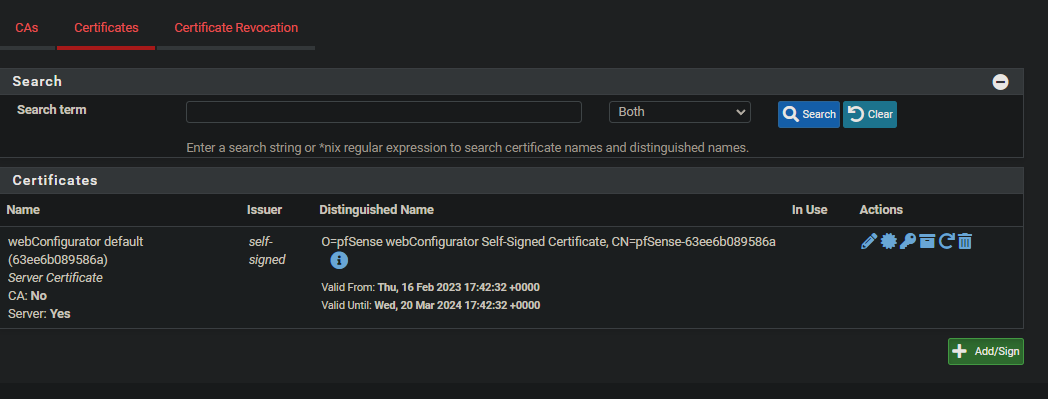 CAs Certificates Certificate Revocation
Search
Search term Both Search Clear
Enter a search string or *nix regular expression to search certificate names and distinguished names.
Certificates
Name Issuer Distinguished Name In Use Actions
webConfigurator default
(63ee6b089586a)
Server Certificate
CA: No
Server: Yes
self-
signed
O=pfSense webConfigurator Self-Signed Certificate, CN=pfSense-63ee6b089586a
Valid From: Thu, 16 Feb 2023 17:42:32 +0000
Valid Until: Wed, 20 Mar 2024 17:42:32 +0000
Add/Sign